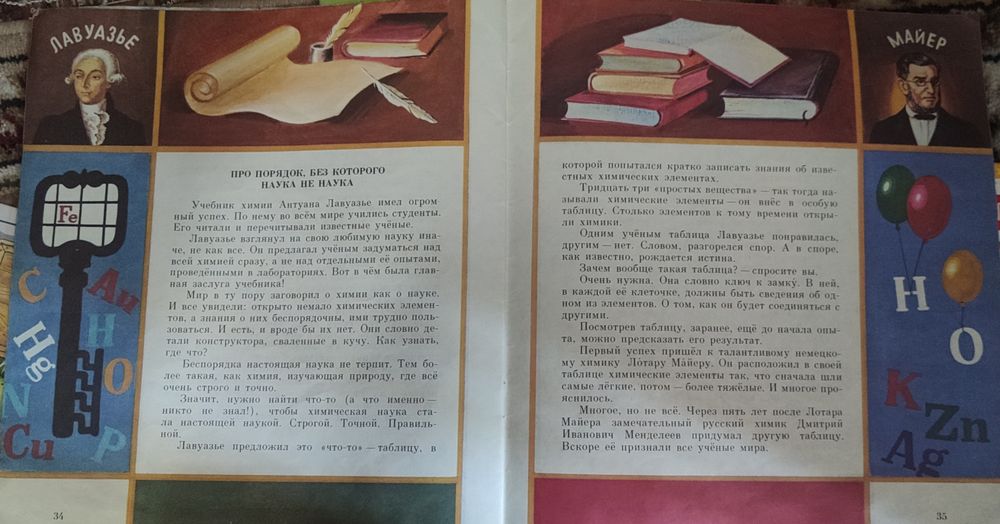 ЛАВУАЗЬЕ
Fe
C
Au
H
Hg
O
N
Cu
P
ПРО ПОРЯДОК, БЕЗ КОТОРОГО
НАУКА НЕ НАУКА
Учебник химии Антуана Лавуазье имел огром
ный успех. По нему во всём мире учились студенты.
Его читали и перечитывали известные учёные.
Лавуазье взглянул на свою любимую науку ина-
че, не как все. Он предлагал учёным задуматься над
всей химией сразу, а не над отдельными её опытами,
проведёнными в лабораториях. Вот в чём была глав-
ная заслуга учебника!
Мир в ту пору заговорил о химии как о науке.
И все увидели: открыто немало химических элемен-
тов, а знания о них беспорядочны, ими трудно поль-
зоваться. И есть, и вроде бы их нет. Они словно де-
тали конструктора, сваленные в кучу. Как узнать,
где что?
Беспорядка настоящая наука не терпит. Тем бо-
лее такая, как химия, изучающая природу, где всё
очень строго и точно.
Значит, нужно найти что-то (а что именно —
никто не знал!), чтобы химическая наука ста-
ла настоящей наукой. Строгой. Точной. Правиль-
ной.
Лавуазье предложил это «что-то» — таблицу, в
34
которой попытался кратко записать знания об изве-
стных химических элементах.
Тридцать три «простых вещества» — так тогда на-
зывали химические элементы — он внёс в особую
таблицу. Столько элементов к тому времени откры-
ли химики.
Одним учёным таблица Лавуазье понравилась,
другим — нет. Словом, разгорелся спор. А в споре,
как известно, рождается истина.
Зачем вообще такая таблица? — спросите вы.
Очень нужна. Она словно ключ к замку́. В ней,
в каждой её клеточке, должны быть сведения об од-
ном из элементов. О том, как он будет соединяться с
другими.
Посмотрев таблицу, заранее, ещё до начала опы-
та, можно предсказать его результат.
Первый успех пришёл к талантливому немецко-
му химику Ло́тару Ма́йеру. Он расположил в своей
таблице химические элементы так, что сначала шли
самые лёгкие, потом — более тяжёлые. И многое про-
яснилось.
Многое, но не всё. Через пять лет после Лотара
Майера замечательный русский химик Дмитрий
Иванович Менделеев придумал другую таблицу.
Вскоре её признали все учёные мира.
МАЙЕР
H
O
K
Zn
Ag
35